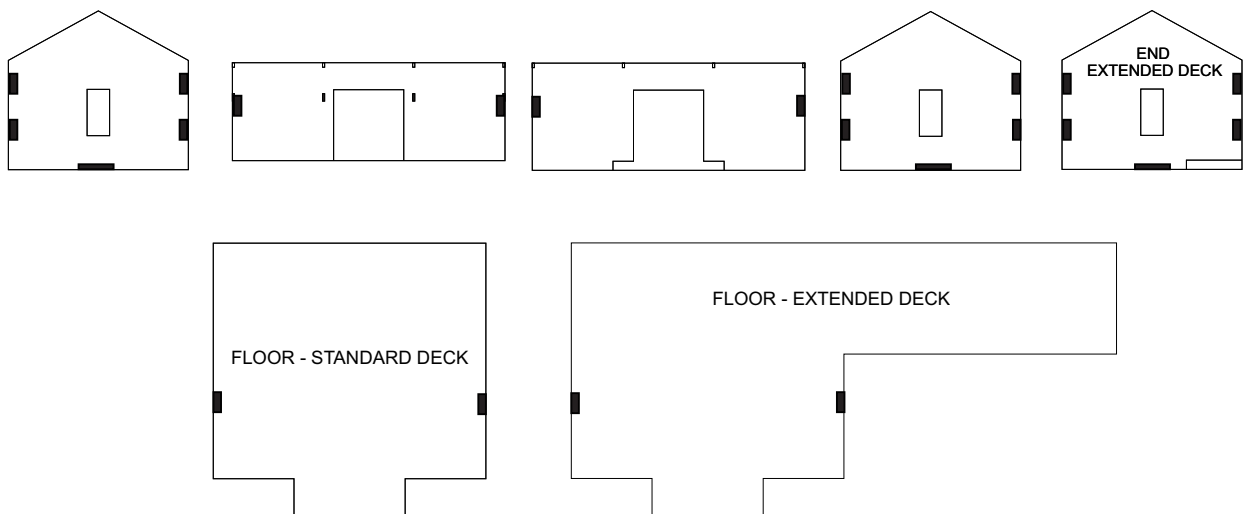 END
EXTENDED DECK
FLOOR - EXTENDED DECK
FLOOR - STANDARD DECK